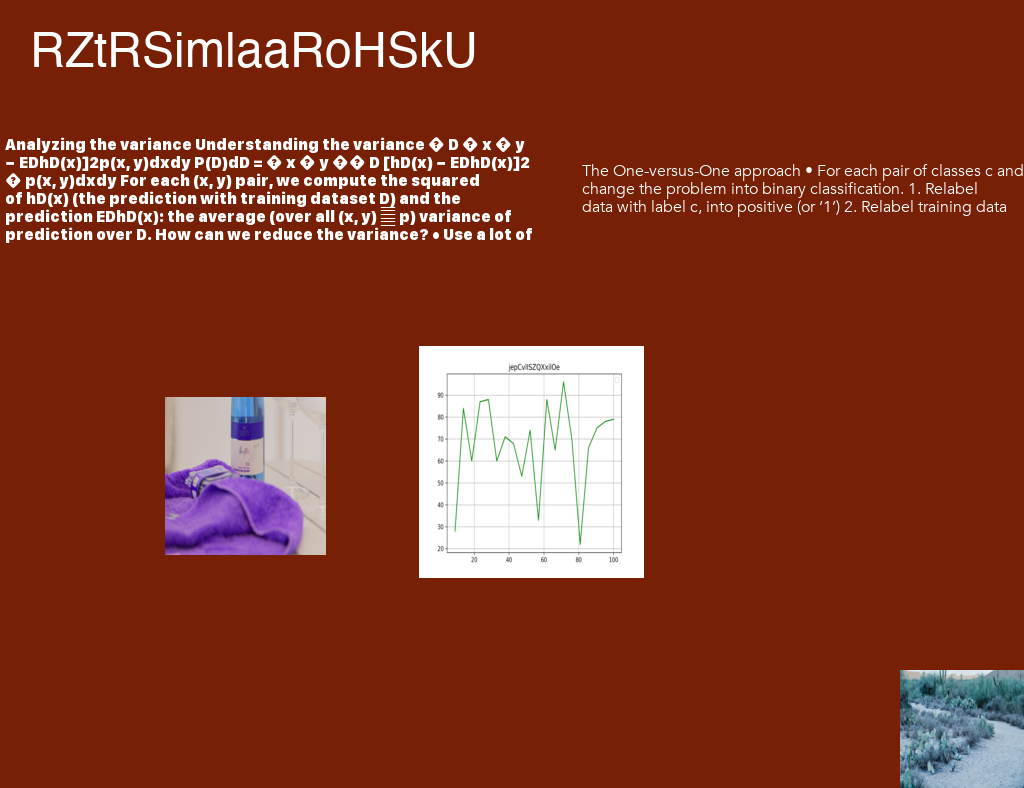 RZtRSimlaaRoHSkU
Analyzing the variance Understanding the variance � D � x � y
− EDhD(x)]2p(x, y)dxdy P(D)dD = � x � y �� D [hD(x) − EDhD(x)]2
� p(x, y)dxdy For each (x, y) pair, we compute the squared
of hD(x) (the prediction with training dataset D) and the
prediction EDhD(x): the average (over all (x, y) p) variance of
prediction over D. How can we reduce the variance? • Use a lot of
The One-versus-One approach • For each pair of classes c and
change the problem into binary classification. 1. Relabel
data with label c, into positive (or ‘1’) 2. Relabel training data
90
80
70
60
50
40
30
20
20 40 60 80 100